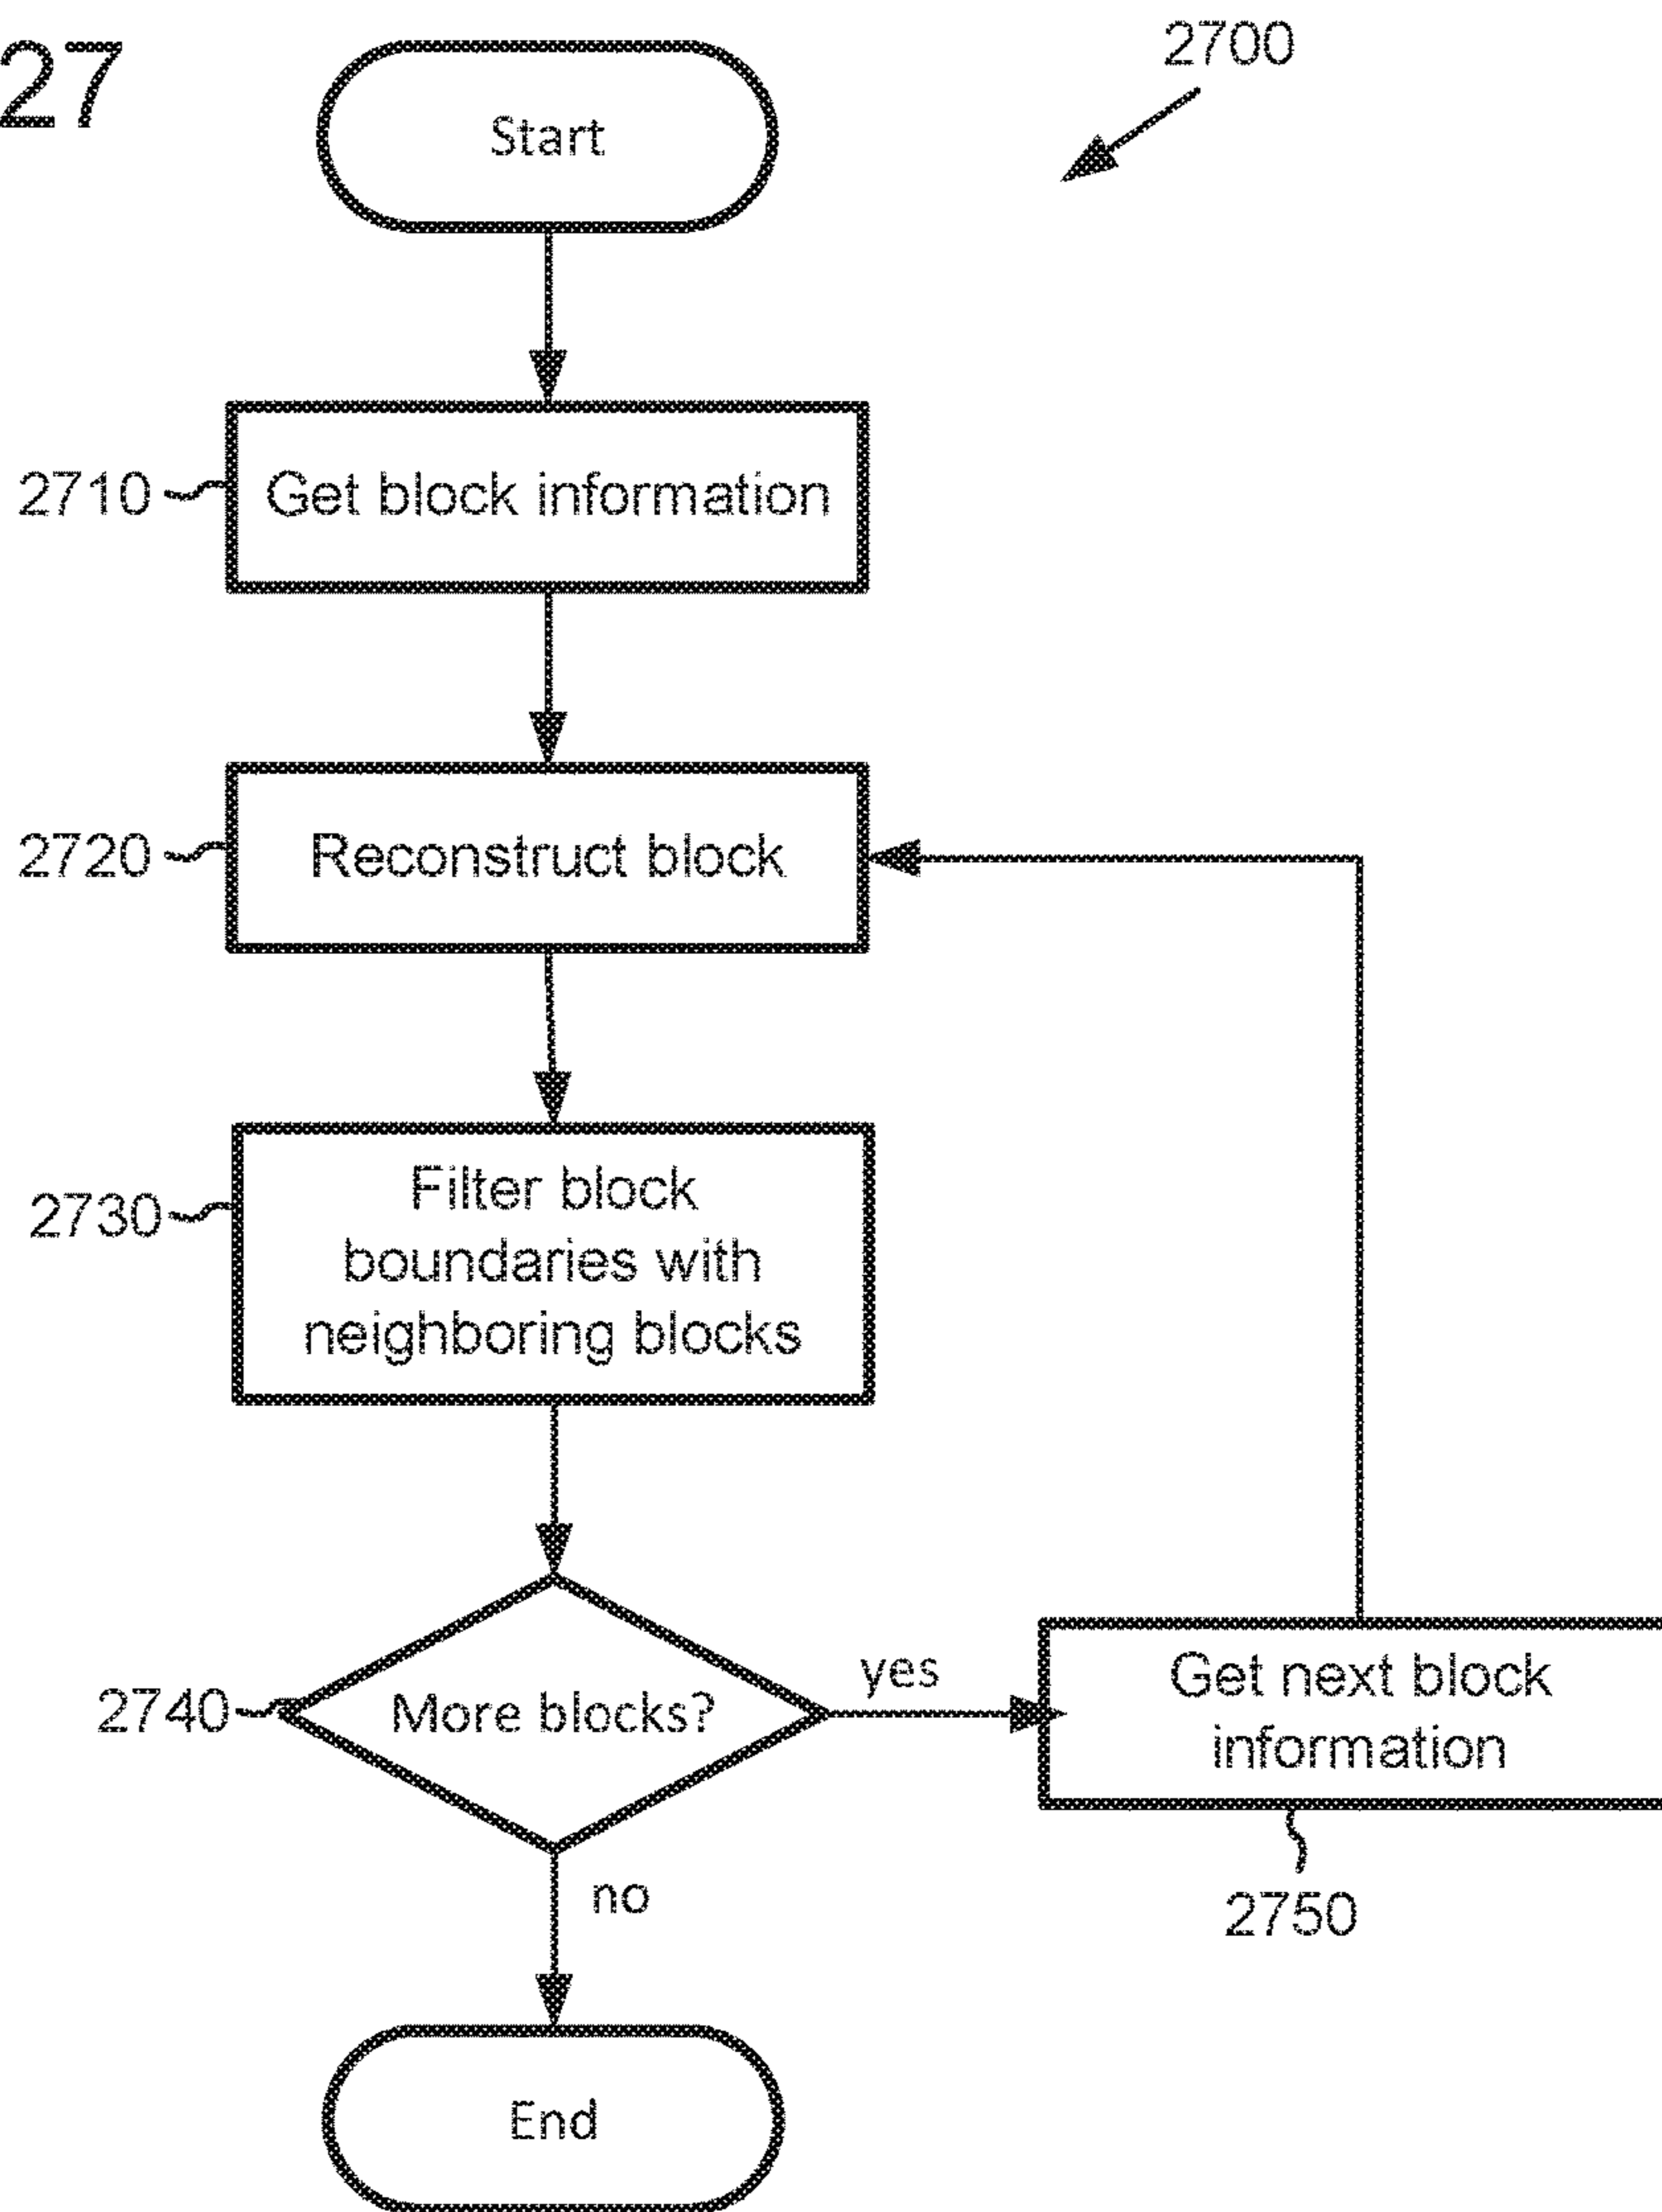 27
2700
Start
2710
Get block information
2720
Reconstruct block
2730
Filter block
boundaries with
neighboring blocks
2740
More blocks?
yes
Get next block
information
2750
no
End